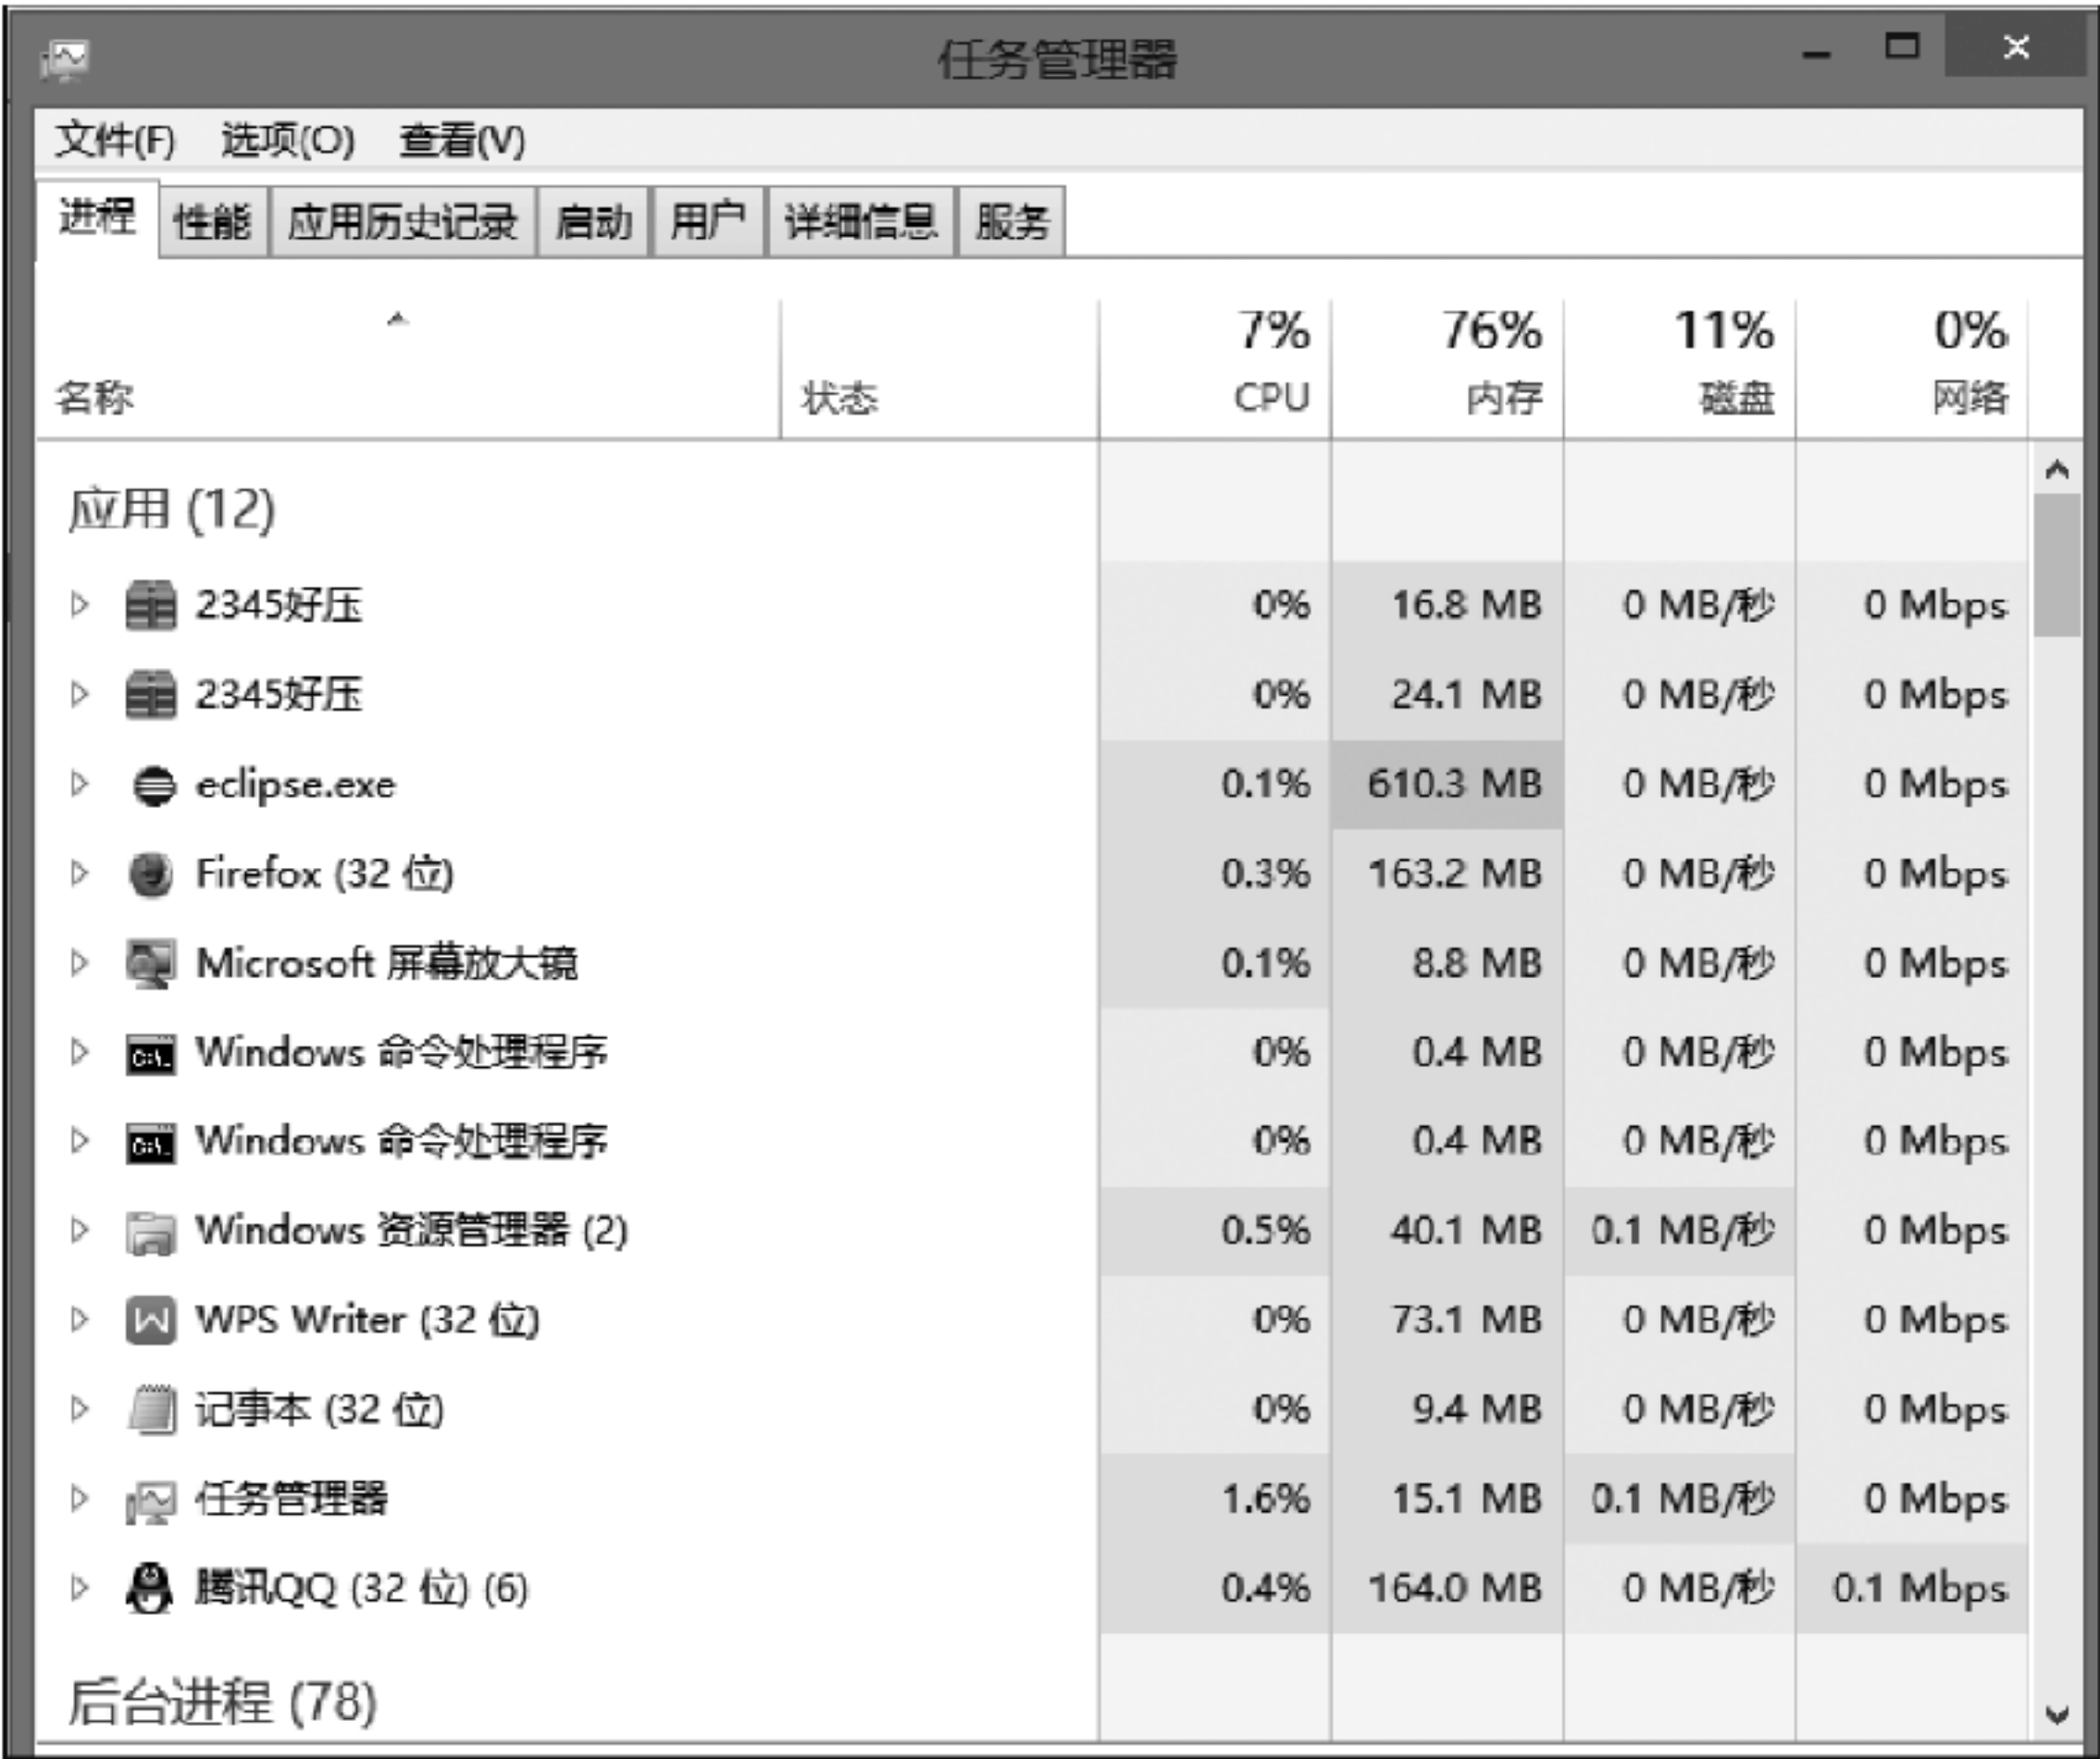 任务管理器
文件(F) 选项(O) 查看(V)
进程 性能 应用历史记录 启动 用户 详细信息 服务
7% 76% 11% 0%
名称 状态 CPU 内存 磁盘 网络
应用 (12)
2345好压 0% 16.8 MB 0 MB/秒 0 Mbps
2345好压 0% 24.1 MB 0 MB/秒 0 Mbps
eclipse.exe 0.1% 610.3 MB 0 MB/秒 0 Mbps
Firefox (32 位) 0.3% 163.2 MB 0 MB/秒 0 Mbps
Microsoft 屏幕放大镜 0.1% 8.8 MB 0 MB/秒 0 Mbps
C:\_ Windows 命令处理程序 0% 0.4 MB 0 MB/秒 0 Mbps
C:\_ Windows 命令处理程序 0% 0.4 MB 0 MB/秒 0 Mbps
Windows 资源管理器 (2) 0.5% 40.1 MB 0.1 MB/秒 0 Mbps
WPS Writer (32 位) 0% 73.1 MB 0 MB/秒 0 Mbps
记事本 (32 位) 0% 9.4 MB 0 MB/秒 0 Mbps
任务管理器 1.6% 15.1 MB 0.1 MB/秒 0 Mbps
腾讯QQ (32 位) (6) 0.4% 164.0 MB 0 MB/秒 0.1 Mbps
后台进程 (78)